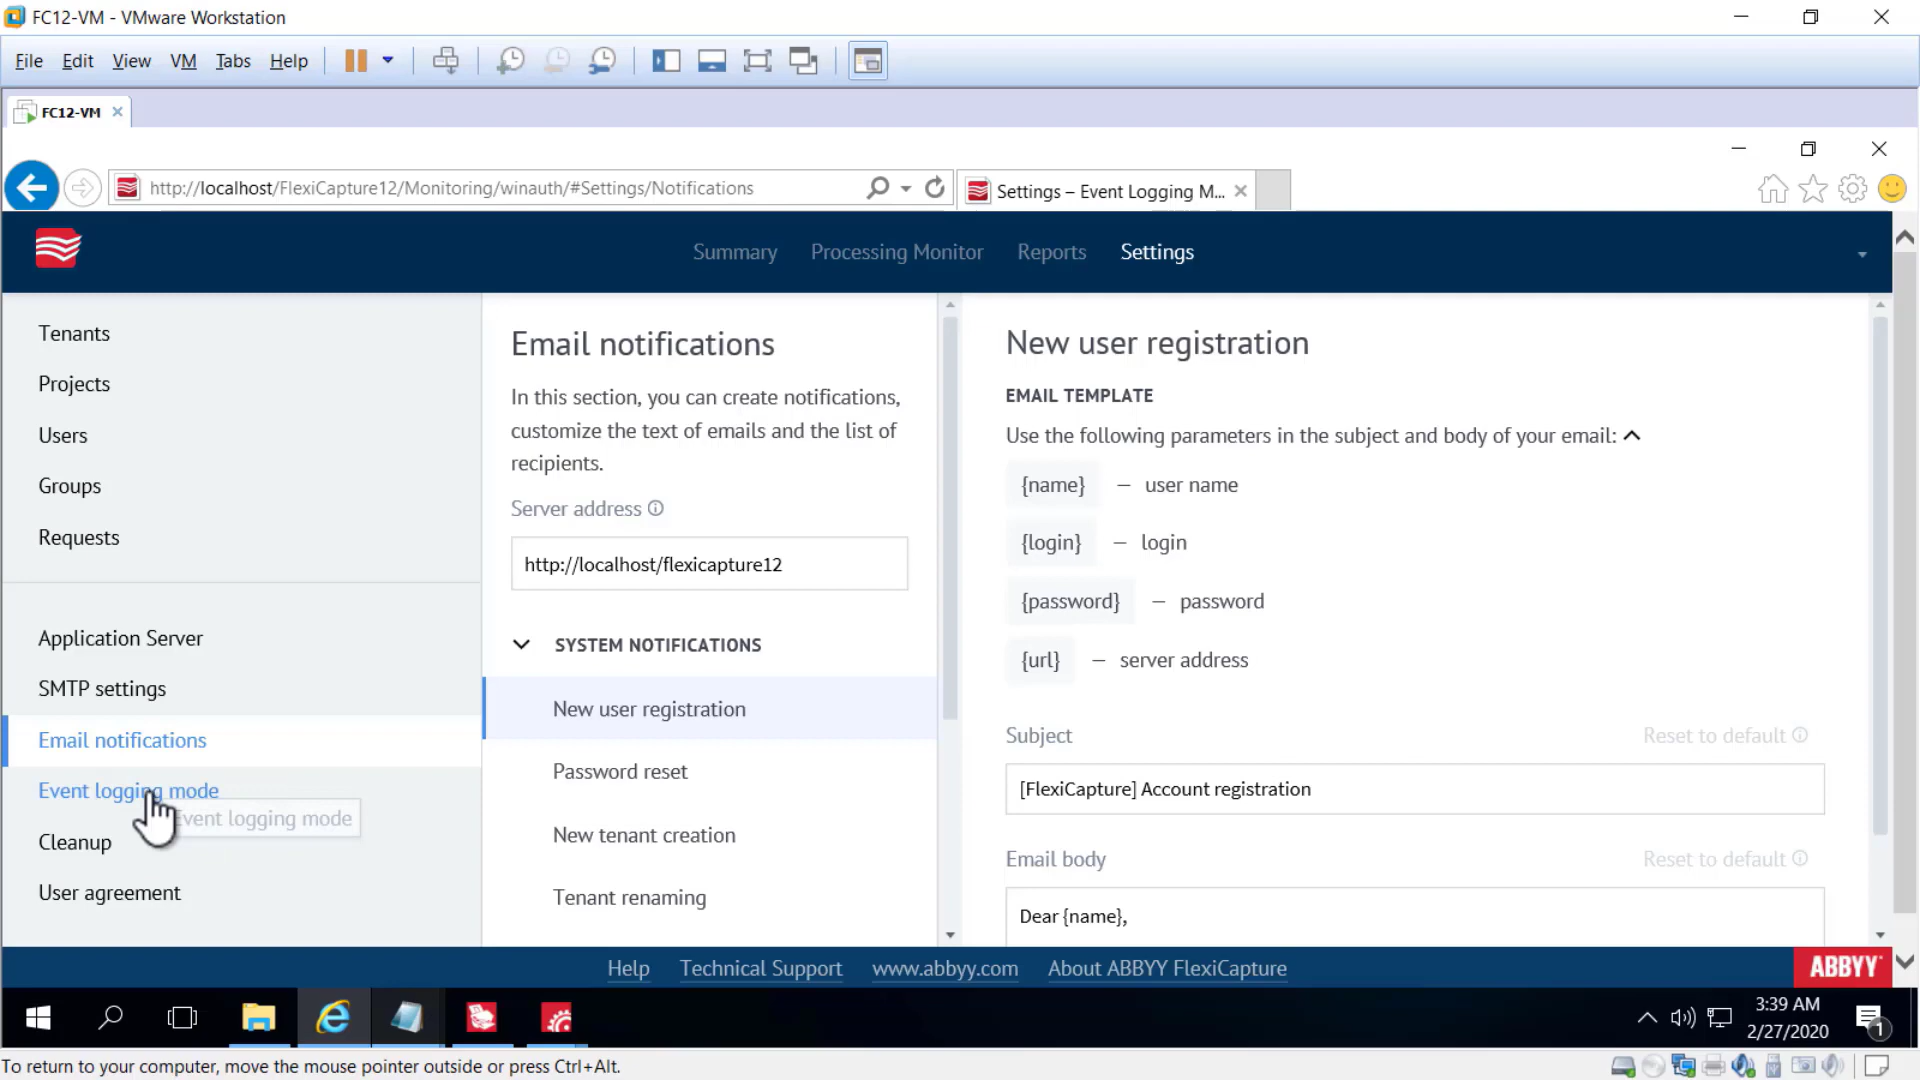 FC12-VM - VMware Workstation
File Edit View VM Tabs Help
FC12-VM
http://localhost/FlexiCapture12/Monitoring/winauth/#Settings/Notifications
Settings – Event Logging M...
Summary Processing Monitor Reports Settings
Tenants
Projects
Users
Groups
Requests
Application Server
SMTP settings
Email notifications
Event logging mode
Event logging mode
Cleanup
User agreement
Email notifications
In this section, you can create notifications,
customize the text of emails and the list of
recipients.
Server address
http://localhost/flexicapture12
SYSTEM NOTIFICATIONS
New user registration
Password reset
New tenant creation
Tenant renaming
New user registration
EMAIL TEMPLATE
Use the following parameters in the subject and body of your email:
{name} – user name
{login} – login
{password} – password
{url} – server address
Subject Reset to default
[FlexiCapture] Account registration
Email body Reset to default
Dear {name},
Help Technical Support www.abbyy.com About ABBYY FlexiCapture
ABBYY
3:39 AM
2/27/2020
1
To return to your computer, move the mouse pointer outside or press Ctrl+Alt.